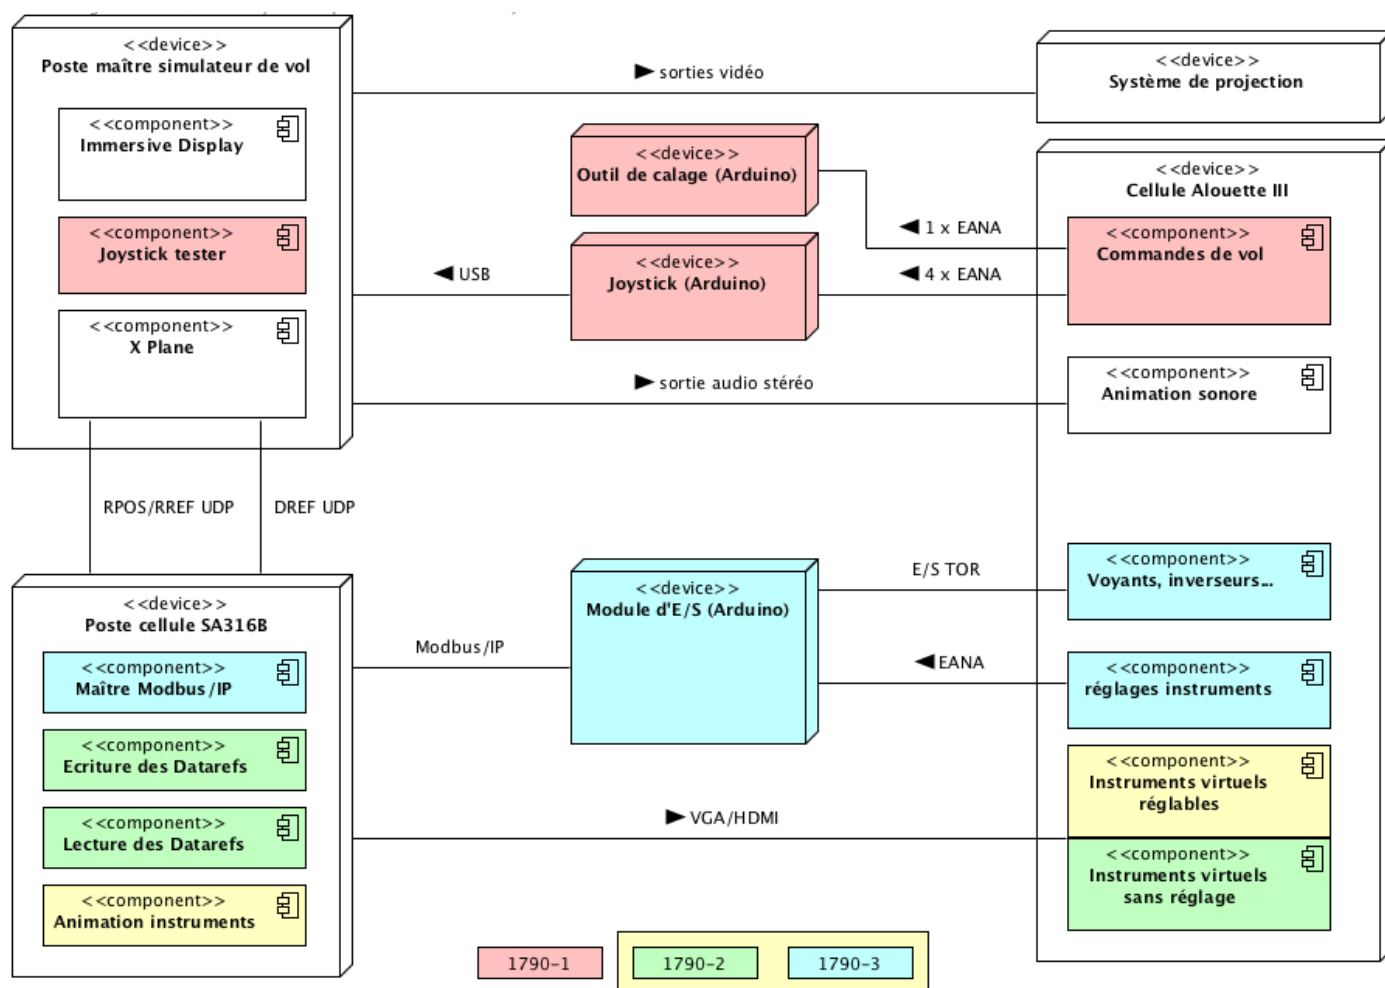 <<device>>
Poste maître simulateur de vol
<<component>>
Immersive Display
<<component>>
Joystick tester
<<component>>
X Plane
sorties vidéo
<<device>>
Système de projection
<<device>>
Outil de calage (Arduino)
<<device>>
Joystick (Arduino)
USB
1 x EANA
4 x EANA
sortie audio stéréo
<<device>>
Cellule Alouette III
<<component>>
Commandes de vol
<<component>>
Animation sonore
RPOS/RREF UDP
DREF UDP
<<device>>
Poste cellule SA316B
<<component>>
Maître Modbus/IP
<<component>>
Ecriture des Datarefs
<<component>>
Lecture des Datarefs
<<component>>
Animation instruments
Modbus/IP
<<device>>
Module d'E/S (Arduino)
E/S TOR
EANA
VGA/HDMI
<<component>>
Voyants, inverseurs...
<<component>>
réglages instruments
<<component>>
Instruments virtuels
réglables
<<component>>
Instruments virtuels
sans réglage
1790-1
1790-2
1790-3